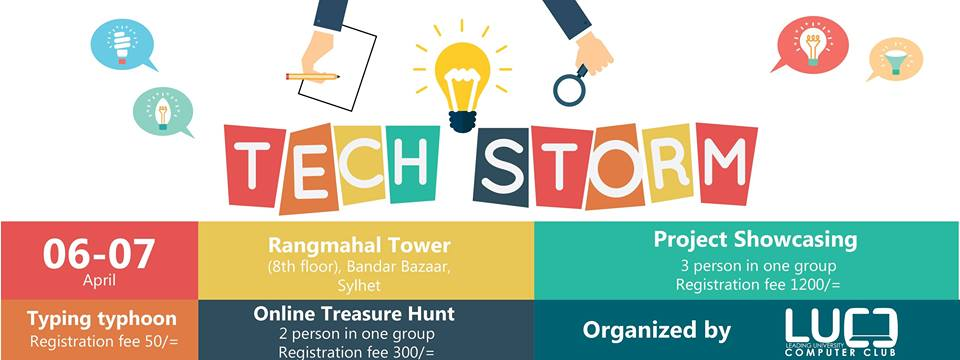 TECH STORM
06-07
April
Rangmahal Tower
(8th floor), Bandar Bazaar,
Sylhet
Project Showcasing
3 person in one group
Registration fee 1200/=
Typing typhoon
Registration fee 50/=
Online Treasure Hunt
2 person in one group
Registration fee 300/=
Organized by
LUCC
LEADING UNIVERSITY
COMPUTER CLUB